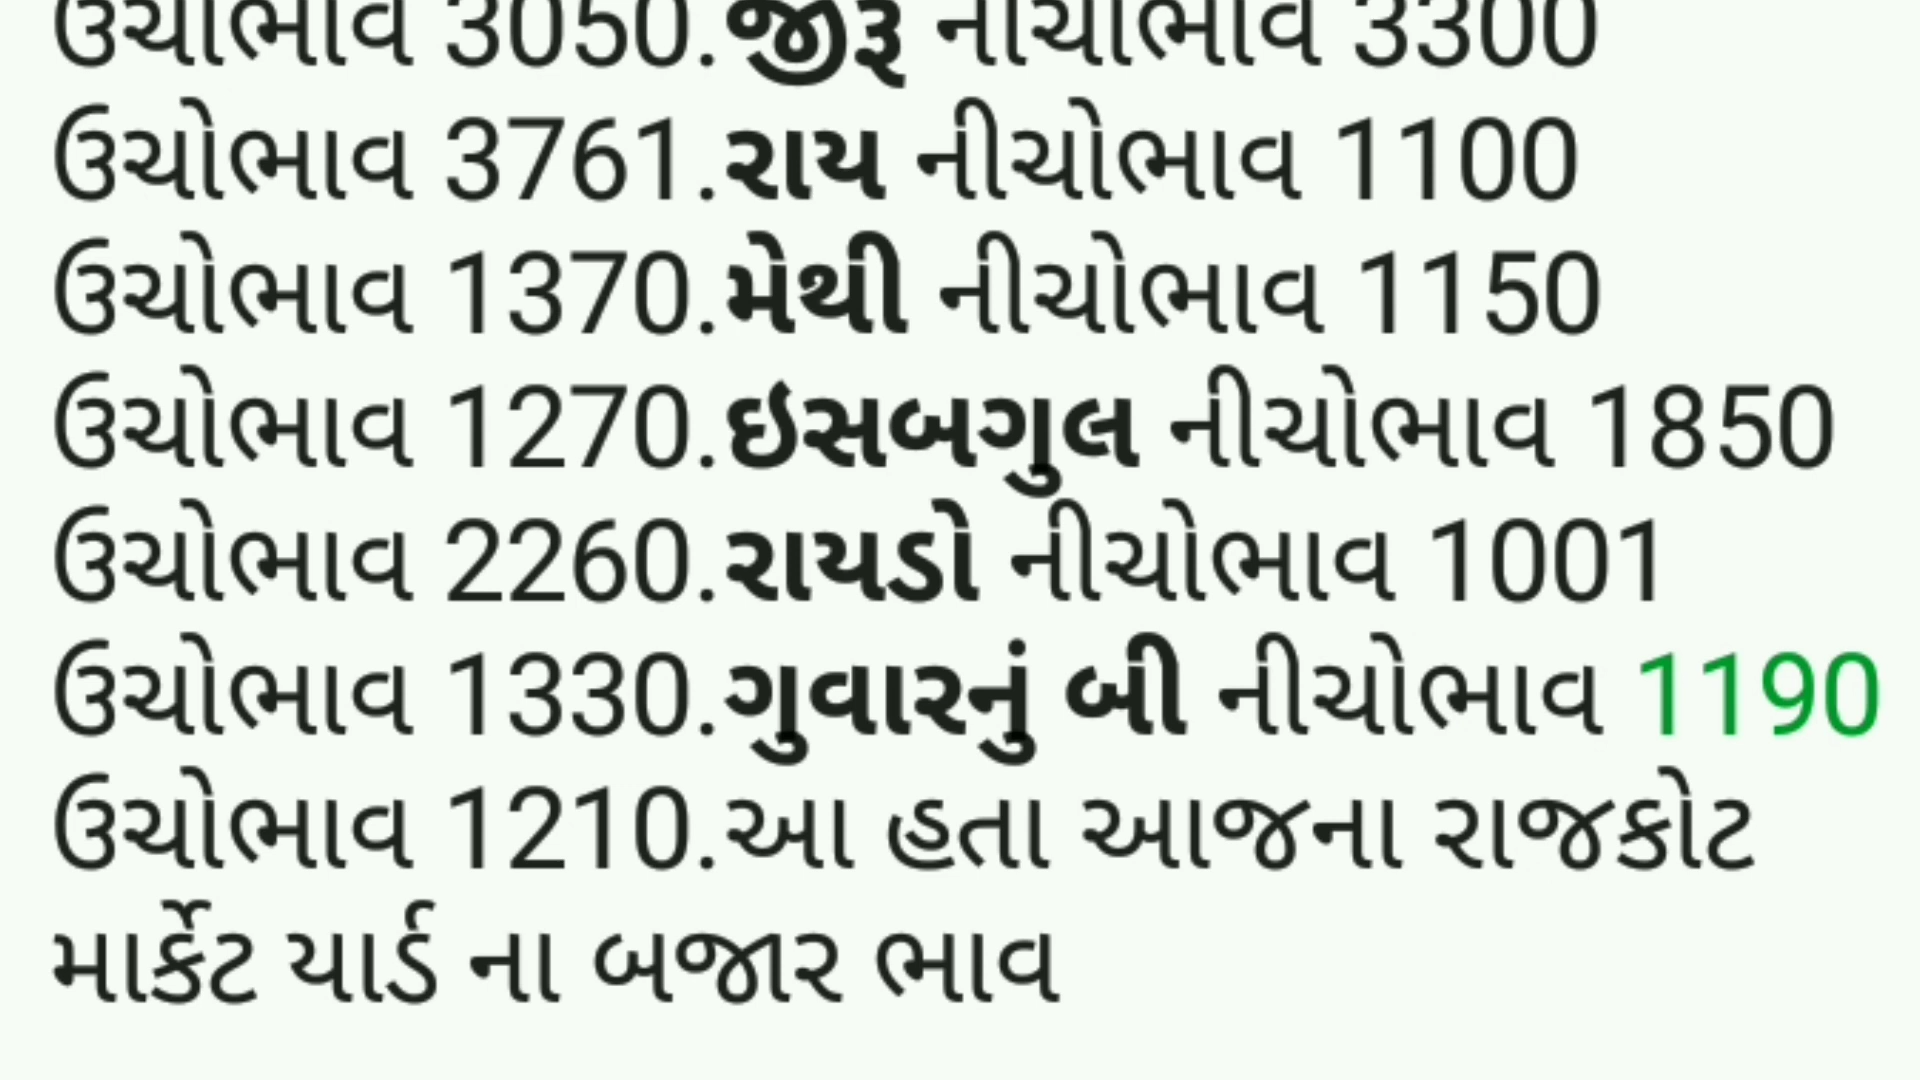 ઉચોભાવ 3050.જીરૂ નીચોભાવ 3300
ઉચોભાવ 3761.રાય નીચોભાવ 1100
ઉચોભાવ 1370.મેથી નીચોભાવ 1150
ઉચોભાવ 1270.ઇસબગુલ નીચોભાવ 1850
ઉચોભાવ 2260.રાયડો નીચોભાવ 1001
ઉચોભાવ 1330.ગુવારનું બી નીચોભાવ 1190
ઉચોભાવ 1210.આ હતા આજના રાજકોટ
માર્કેટ યાર્ડ ના બજાર ભાવ